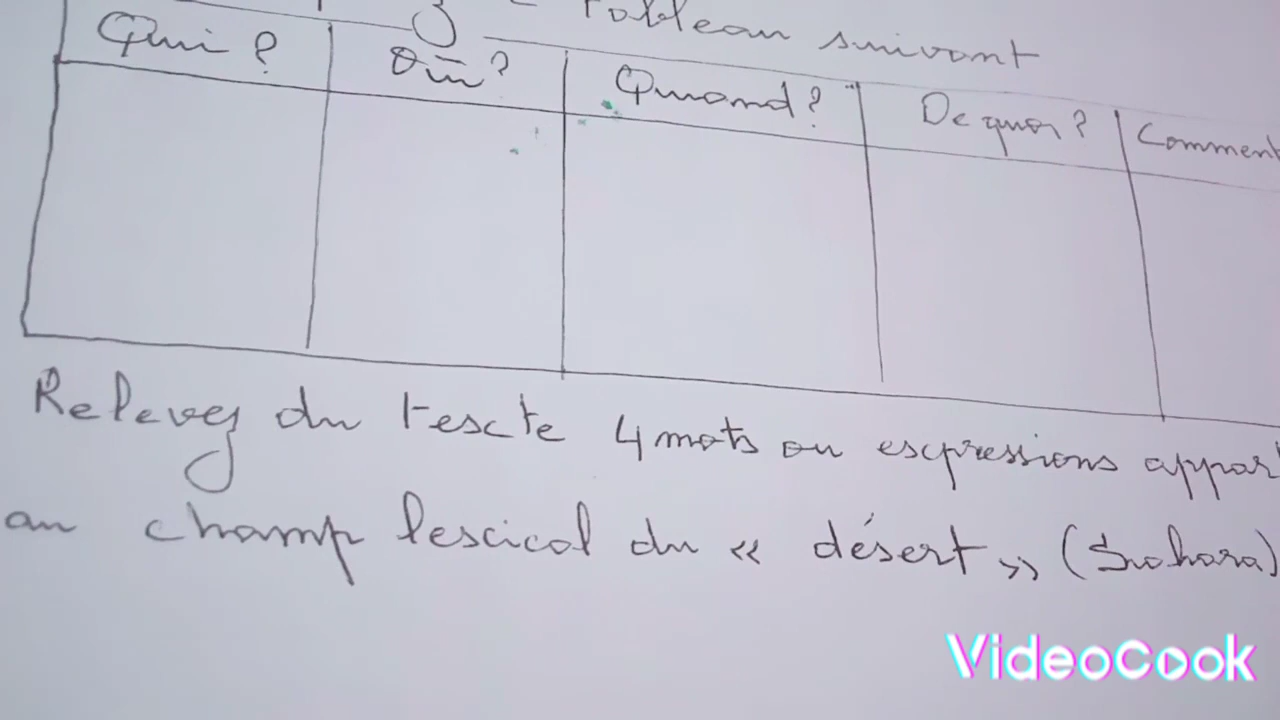 Tableau suivant
Qui ? Où ? Quand ? De quoi ? Comment
Relevez du texte 4 mots ou expressions appar
au champ lexical du « désert » (Sahara)
VideoCook